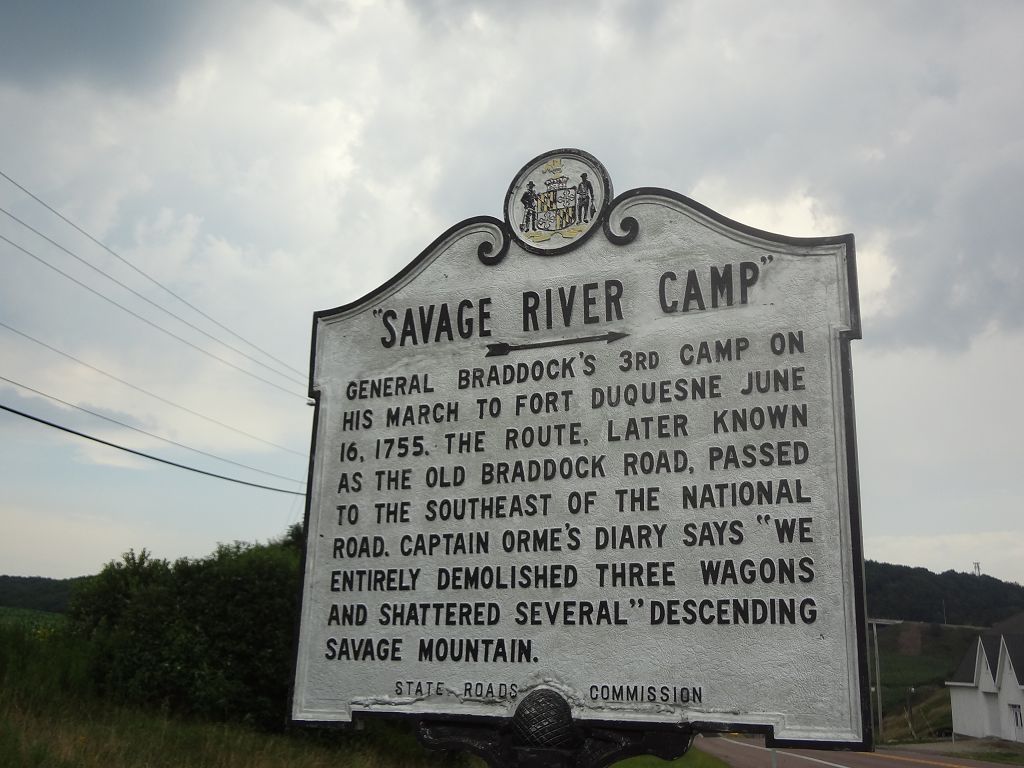 "SAVAGE RIVER CAMP"
GENERAL BRADDOCK'S 3RD CAMP ON
HIS MARCH TO FORT DUQUESNE JUNE
16, 1755. THE ROUTE, LATER KNOWN
AS THE OLD BRADDOCK ROAD, PASSED
TO THE SOUTHEAST OF THE NATIONAL
ROAD. CAPTAIN ORME'S DIARY SAYS "WE
ENTIRELY DEMOLISHED THREE WAGONS
AND SHATTERED SEVERAL" DESCENDING
SAVAGE MOUNTAIN.
STATE ROADS COMMISSION